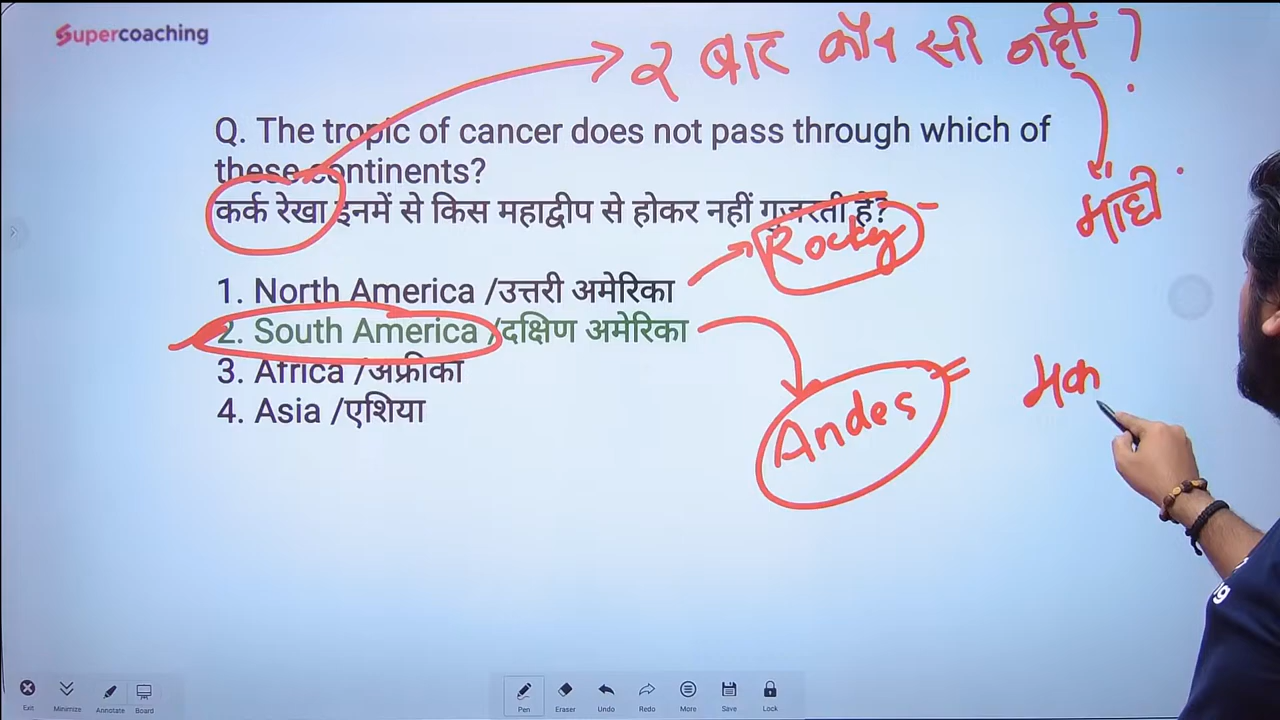 Supercoaching
२ बार कौन सी नहीं ?
Q. The tropic of cancer does not pass through which of
these continents?
कर्क रेखा इनमें से किस महाद्वीप से होकर नहीं गुजरती है?
माही
Rocky
1. North America /उत्तरी अमेरिका
2. South America /दक्षिण अमेरिका
3. Africa /अफ्रीका
4. Asia /एशिया
Andes
मक
Exit
Minimize
Annotate
Board
Pen
Eraser
Undo
Redo
More
Save
Lock